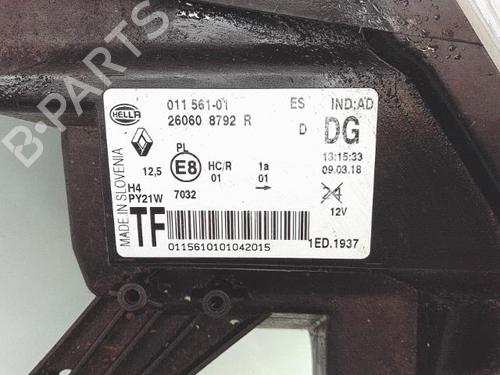 B-PARTS
HELLA
011 561-01 ES IND:AD
26060 8792 R D DG
MADE IN SLOVENIA
PL
12,5 E8 HC/R 1a 13:15:33
01 01 → 09.03.18
H4
PY21W 7032 24
12V
TF
0115610101042015 1ED.1937